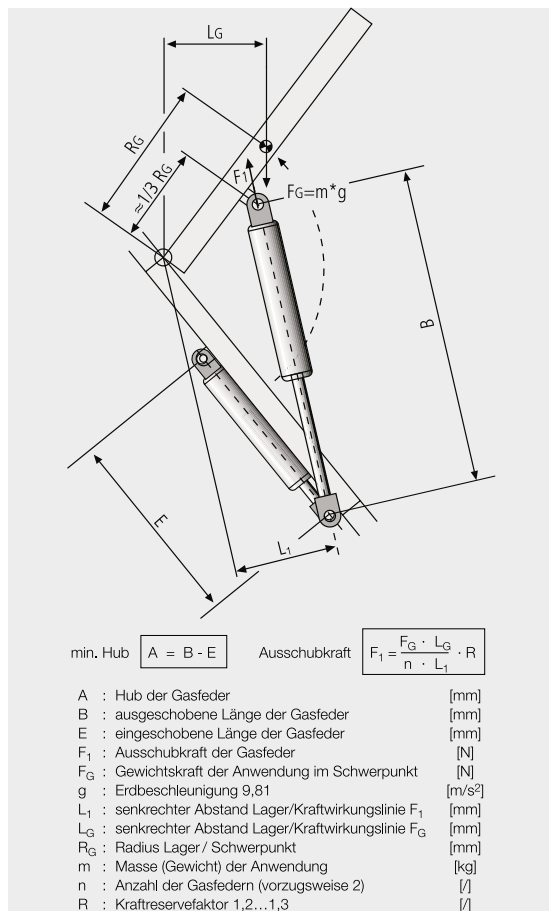 LG
RG
≈1/3 RG
F1
FG=m*g
B
E
L1
min. Hub A = B - E Ausschubkraft F1 = FG · LG / n · L1 · R
A : Hub der Gasfeder [mm]
B : ausgeschobene Länge der Gasfeder [mm]
E : eingeschobene Länge der Gasfeder [mm]
F1 : Ausschubkraft der Gasfeder [N]
FG : Gewichtskraft der Anwendung im Schwerpunkt [N]
g : Erdbeschleunigung 9,81 [m/s²]
L1 : senkrechter Abstand Lager/Kraftwirkungslinie F1 [mm]
LG : senkrechter Abstand Lager/Kraftwirkungslinie FG [mm]
RG : Radius Lager / Schwerpunkt [mm]
m : Masse (Gewicht) der Anwendung [kg]
n : Anzahl der Gasfedern (vorzugsweise 2) [/]
R : Kraftreservefaktor 1,2...1,3 [/]